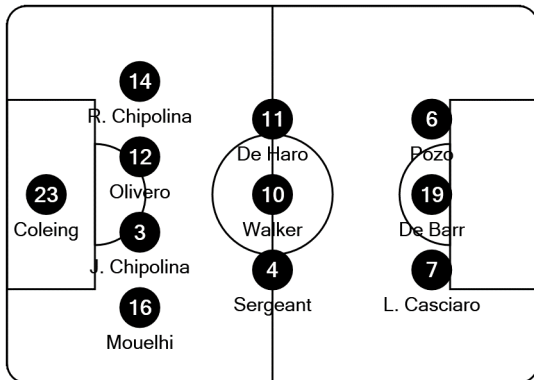 14
R. Chipolina
11
De Haro
6
Pozo
12
Olivero
23
Coleing
10
Walker
19
De Barr
3
J. Chipolina
4
Sergeant
7
L. Casciaro
16
Mouelhi